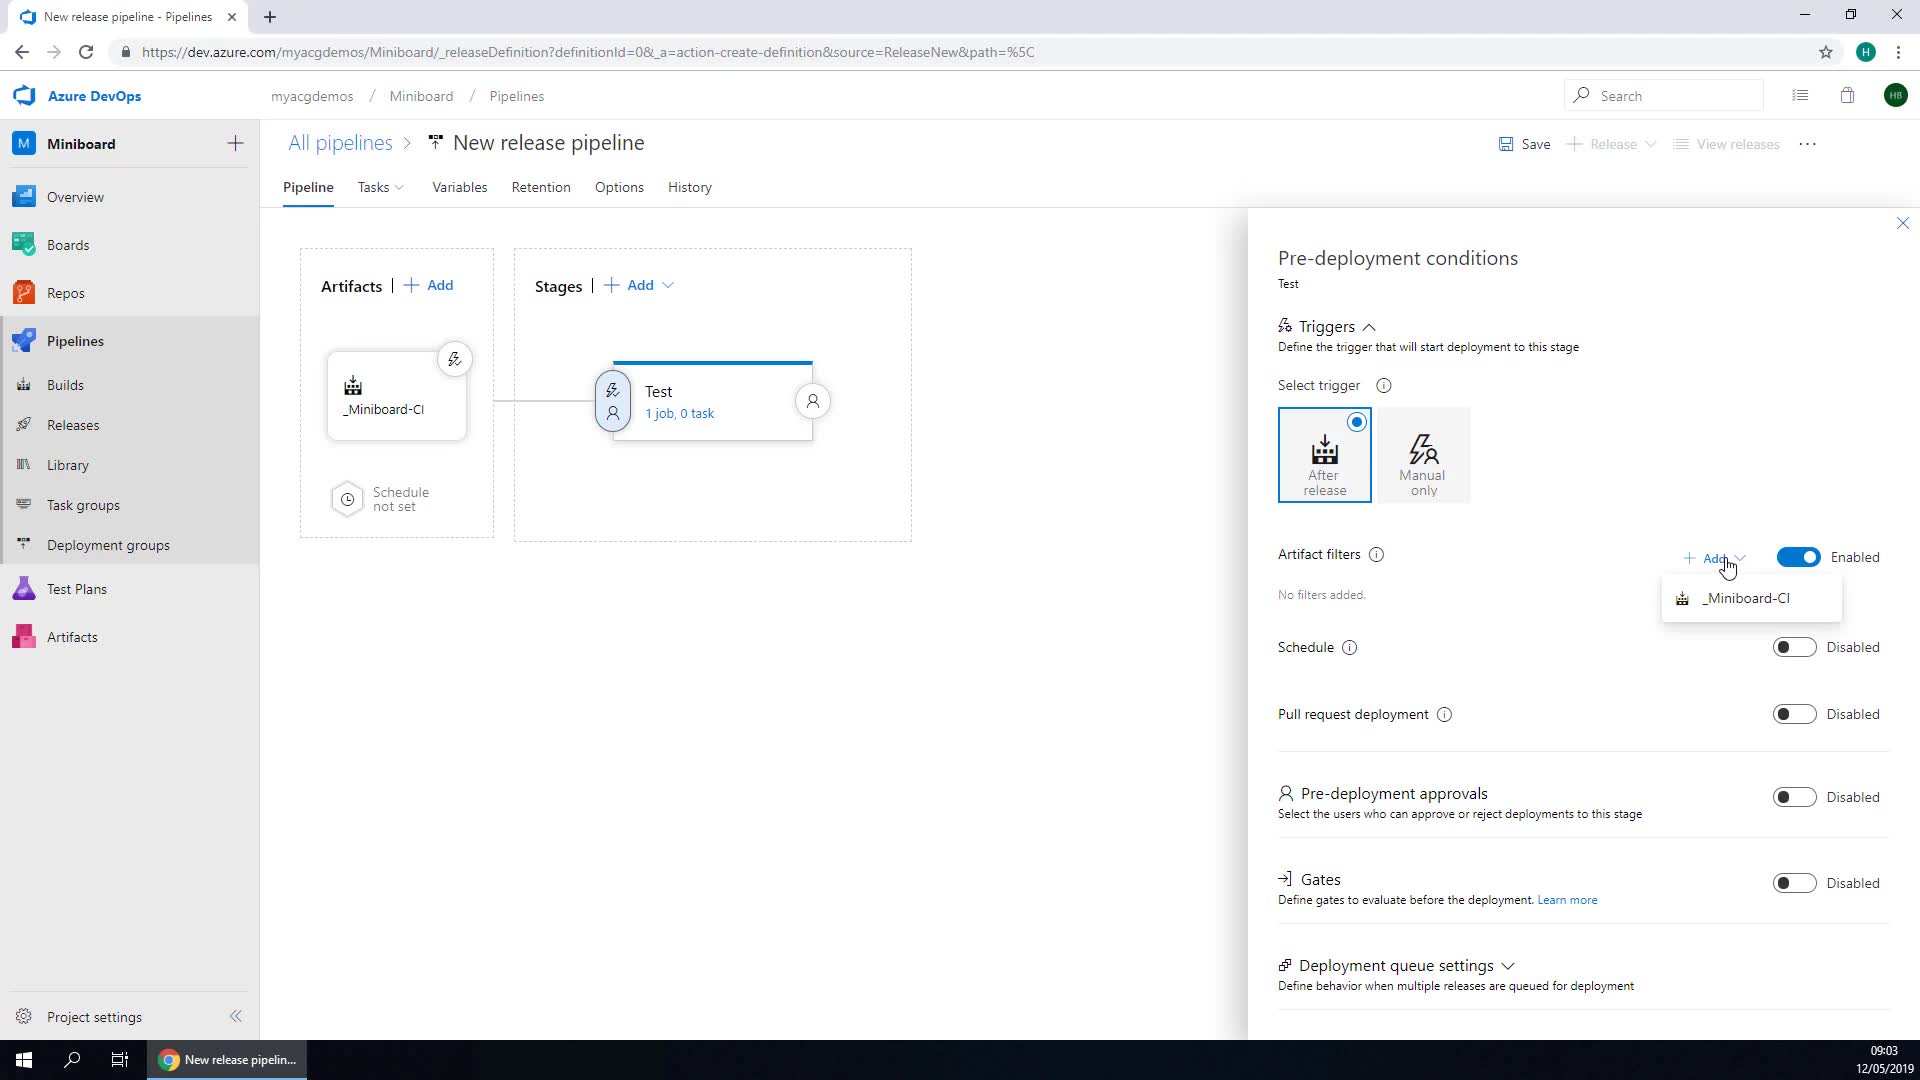 New release pipeline - Pipelines
https://dev.azure.com/myacgdemos/Miniboard/_releaseDefinition?definitionId=0&_a=action-create-definition&source=ReleaseNew&path=%5C
H
Azure DevOps
myacgdemos / Miniboard / Pipelines
Search
HB
M Miniboard
All pipelines > New release pipeline
Save
Release
View releases
Pipeline
Tasks
Variables
Retention
Options
History
Overview
Boards
Repos
Pipelines
Builds
Releases
Library
Task groups
Deployment groups
Test Plans
Artifacts
Project settings
Artifacts | + Add
_Miniboard-CI
Schedule
not set
Stages | + Add
Test
1 job, 0 task
Pre-deployment conditions
Test
Triggers
Define the trigger that will start deployment to this stage
Select trigger
After
release
Manual
only
Artifact filters
+ Add
Enabled
No filters added.
_Miniboard-CI
Schedule
Disabled
Pull request deployment
Disabled
Pre-deployment approvals
Disabled
Select the users who can approve or reject deployments to this stage
Gates
Disabled
Define gates to evaluate before the deployment. Learn more
Deployment queue settings
Define behavior when multiple releases are queued for deployment
New release pipelin...
09:03
12/05/2019